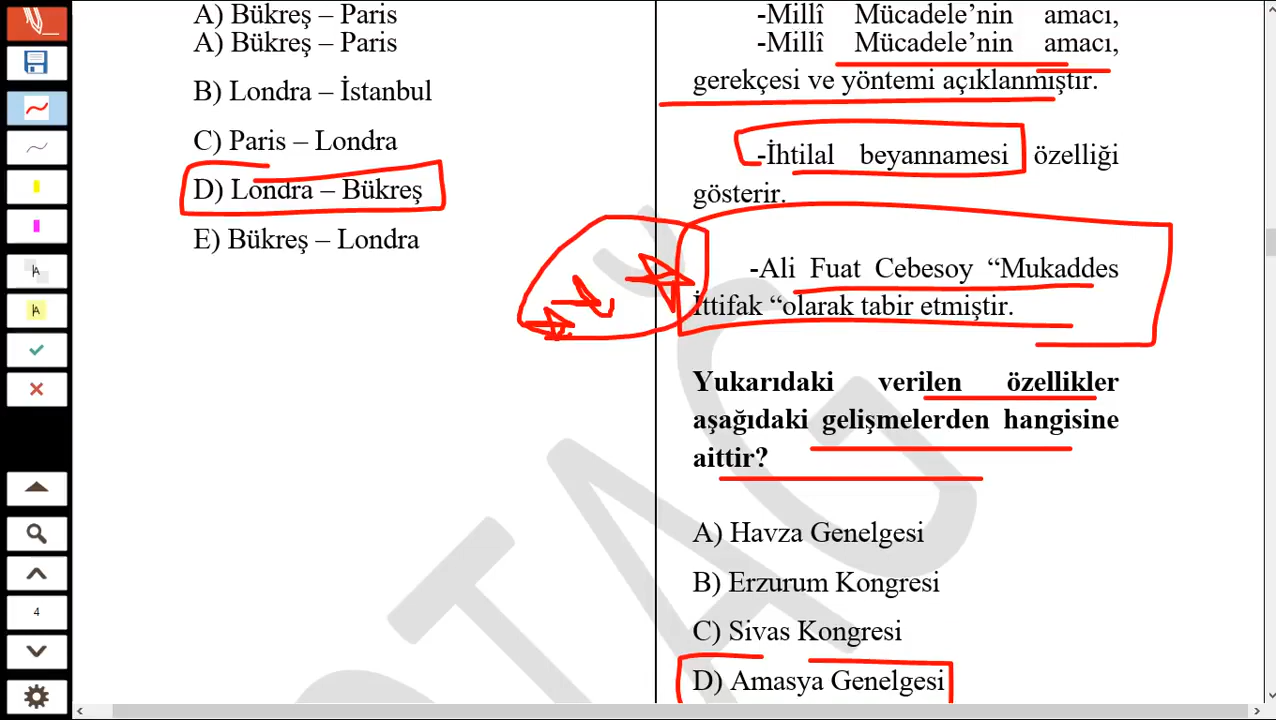 A) Bükreş – Paris
A) Bükreş – Paris
B) Londra – İstanbul
C) Paris – Londra
D) Londra – Bükreş
E) Bükreş – Londra
-Millî Mücadele’nin amacı,
-Millî Mücadele’nin amacı,
gerekçesi ve yöntemi açıklanmıştır.
-İhtilal beyannamesi özelliği
gösterir.
-Ali Fuat Cebesoy “Mukaddes
İttifak “olarak tabir etmiştir.
Yukarıdaki verilen özellikler
aşağıdaki gelişmelerden hangisine
aittir?
A) Havza Genelgesi
B) Erzurum Kongresi
C) Sivas Kongresi
D) Amasya Genelgesi
A
A
4